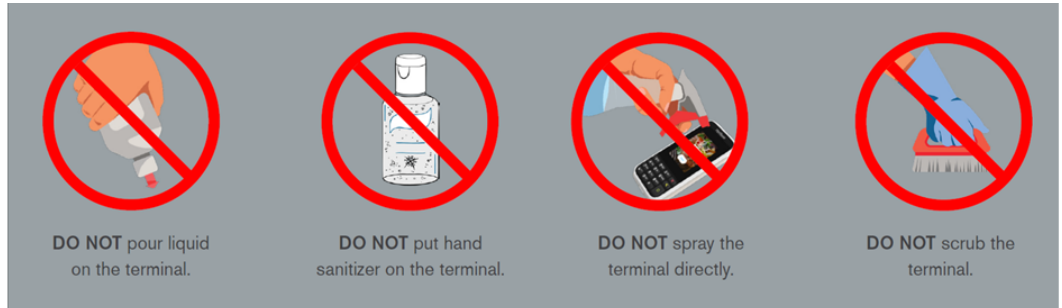 DO NOT pour liquid
on the terminal.
DO NOT put hand
sanitizer on the terminal.
DO NOT spray the
terminal directly.
DO NOT scrub the
terminal.